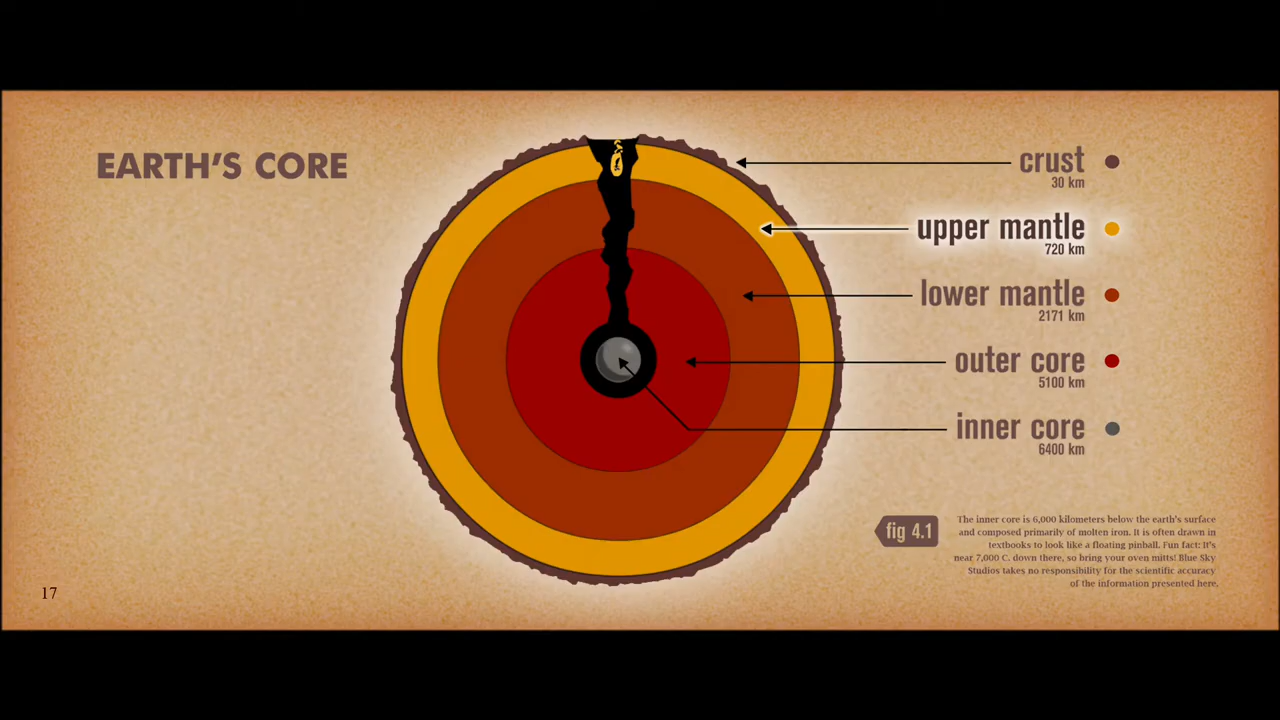 EARTH'S CORE
crust
30 km
upper mantle
720 km
lower mantle
2171 km
outer core
5100 km
inner core
6400 km
fig 4.1
The inner core is 6,000 kilometers below the earth's surface
and composed primarily of molten iron. It is often drawn in
textbooks to look like a floating pinball. Fun fact: It's
near 7,000 C. down there, so bring your oven mitts! Blue Sky
Studios takes no responsibility for the scientific accuracy
of the information presented here.
17